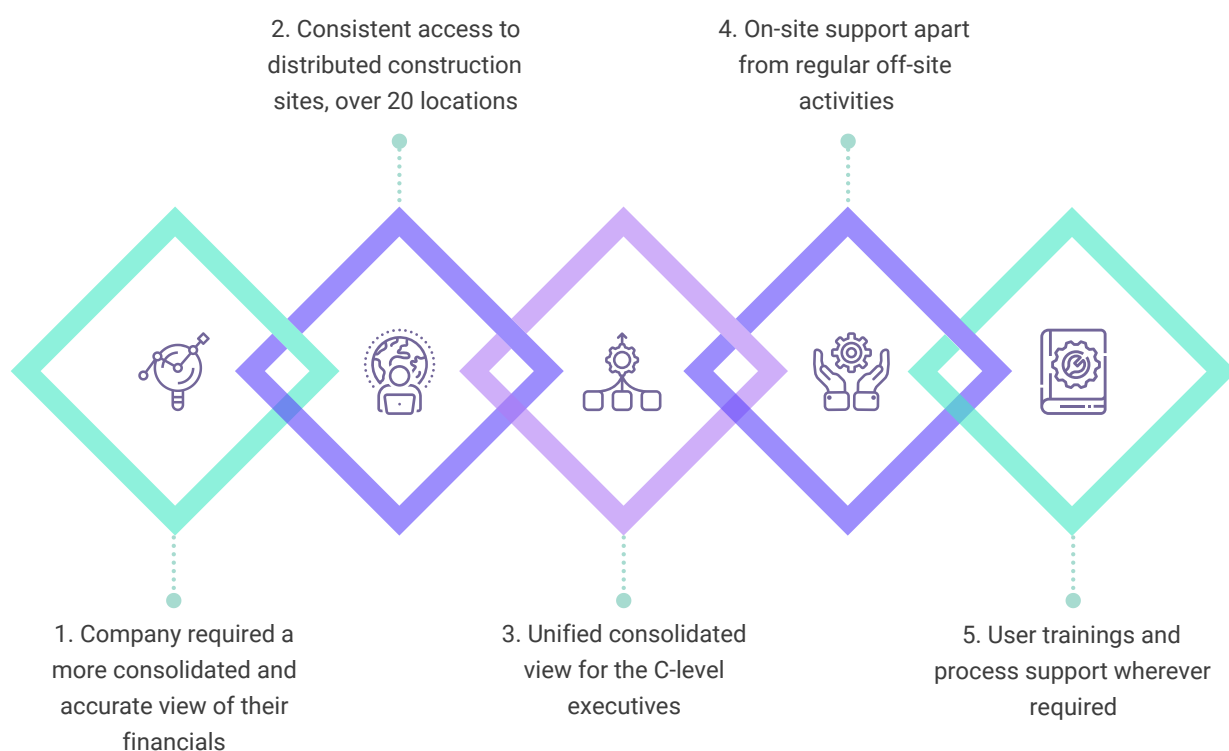 2. Consistent access to
distributed construction
sites, over 20 locations
4. On-site support apart
from regular off-site
activities
1. Company required a
more consolidated and
accurate view of their
financials
3. Unified consolidated
view for the C-level
executives
5. User trainings and
process support wherever
required